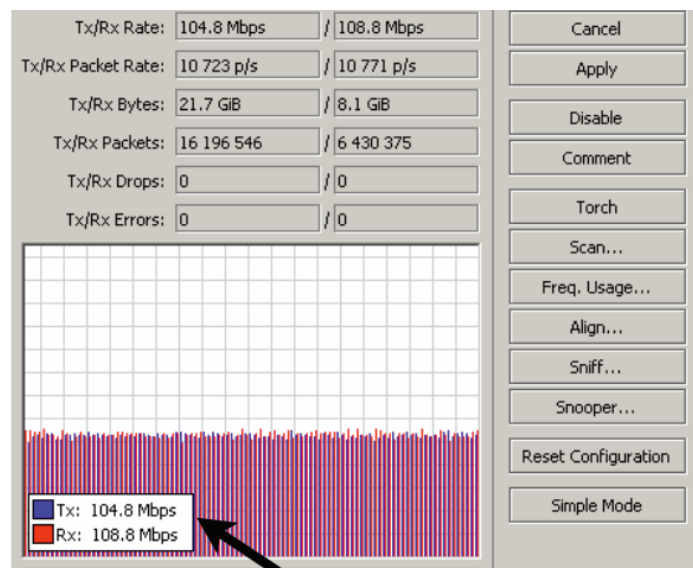 Tx/Rx Rate: 104.8 Mbps / 108.8 Mbps
Tx/Rx Packet Rate: 10 723 p/s / 10 771 p/s
Tx/Rx Bytes: 21.7 GiB / 8.1 GiB
Tx/Rx Packets: 16 196 546 / 6 430 375
Tx/Rx Drops: 0 / 0
Tx/Rx Errors: 0 / 0
Tx: 104.8 Mbps
Rx: 108.8 Mbps
Cancel
Apply
Disable
Comment
Torch
Scan...
Freq. Usage...
Align...
Sniff...
Snooper...
Reset Configuration
Simple Mode